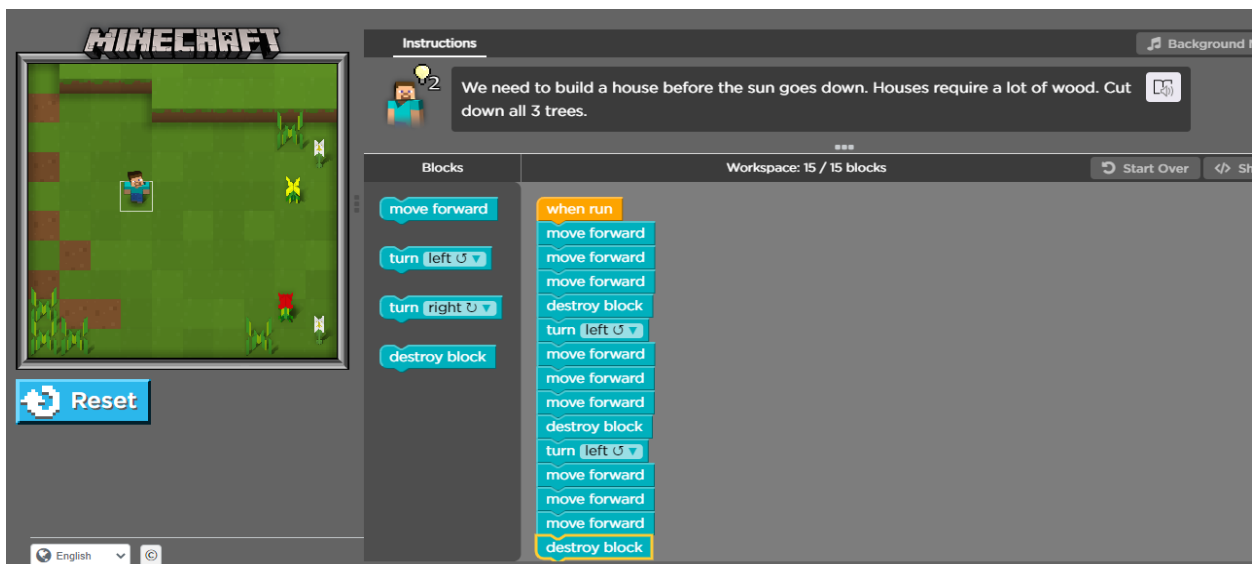 MINECRAFT
Instructions
Background
2
We need to build a house before the sun goes down. Houses require a lot of wood. Cut
down all 3 trees.
Blocks
Workspace: 15 / 15 blocks
Start Over
</> Sh
move forward
turn left ↺ ▼
turn right ↻ ▼
destroy block
when run
move forward
move forward
move forward
destroy block
turn left ↺ ▼
move forward
move forward
move forward
destroy block
turn left ↺ ▼
move forward
move forward
move forward
destroy block
Reset
English
©